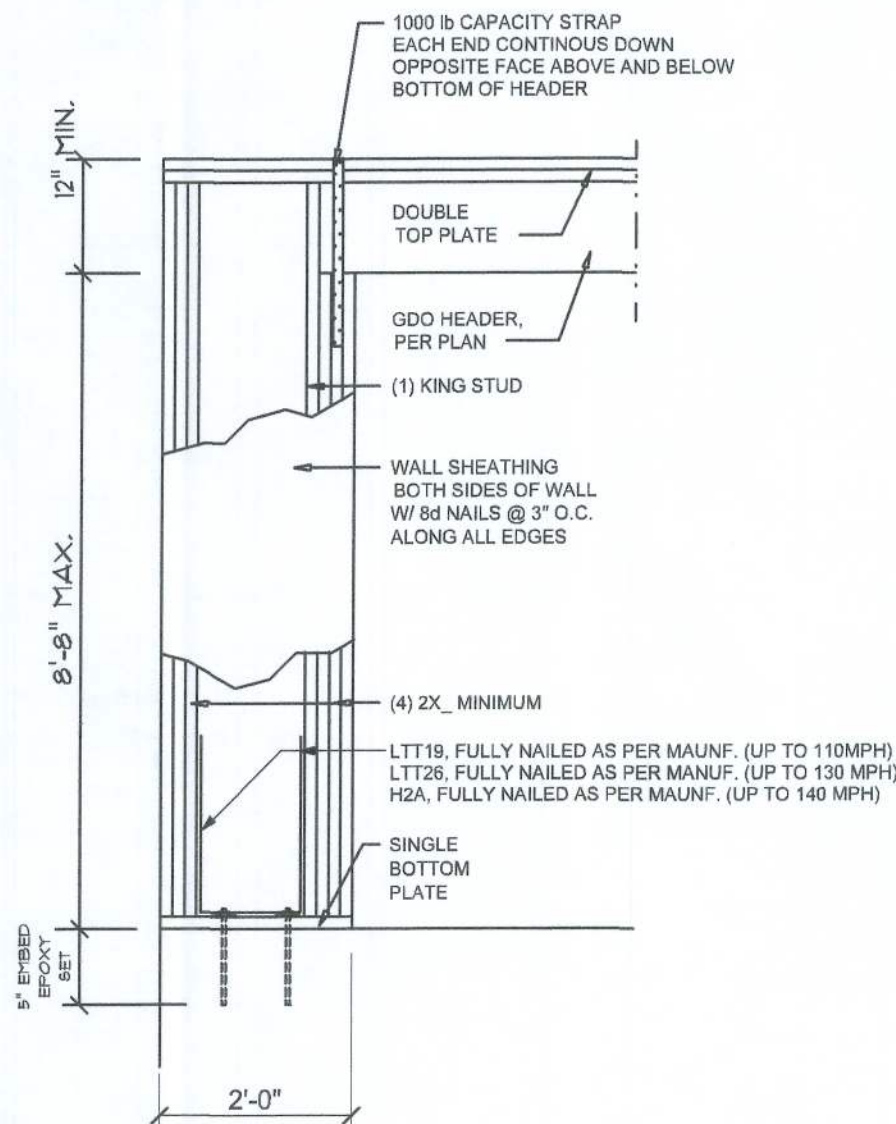 1000 lb CAPACITY STRAP
EACH END CONTINOUS DOWN
OPPOSITE FACE ABOVE AND BELOW
BOTTOM OF HEADER
12" MIN.
DOUBLE
TOP PLATE
GDO HEADER,
PER PLAN
(1) KING STUD
WALL SHEATHING
BOTH SIDES OF WALL
W/ 8d NAILS @ 3" O.C.
ALONG ALL EDGES
8'-8" MAX.
(4) 2X_ MINIMUM
LTT19, FULLY NAILED AS PER MAUNF. (UP TO 110MPH)
LTT26, FULLY NAILED AS PER MANUF. (UP TO 130 MPH)
H2A, FULLY NAILED AS PER MAUNF. (UP TO 140 MPH)
SINGLE
BOTTOM
PLATE
5" EMBED
EPOXY
SET
2'-0"